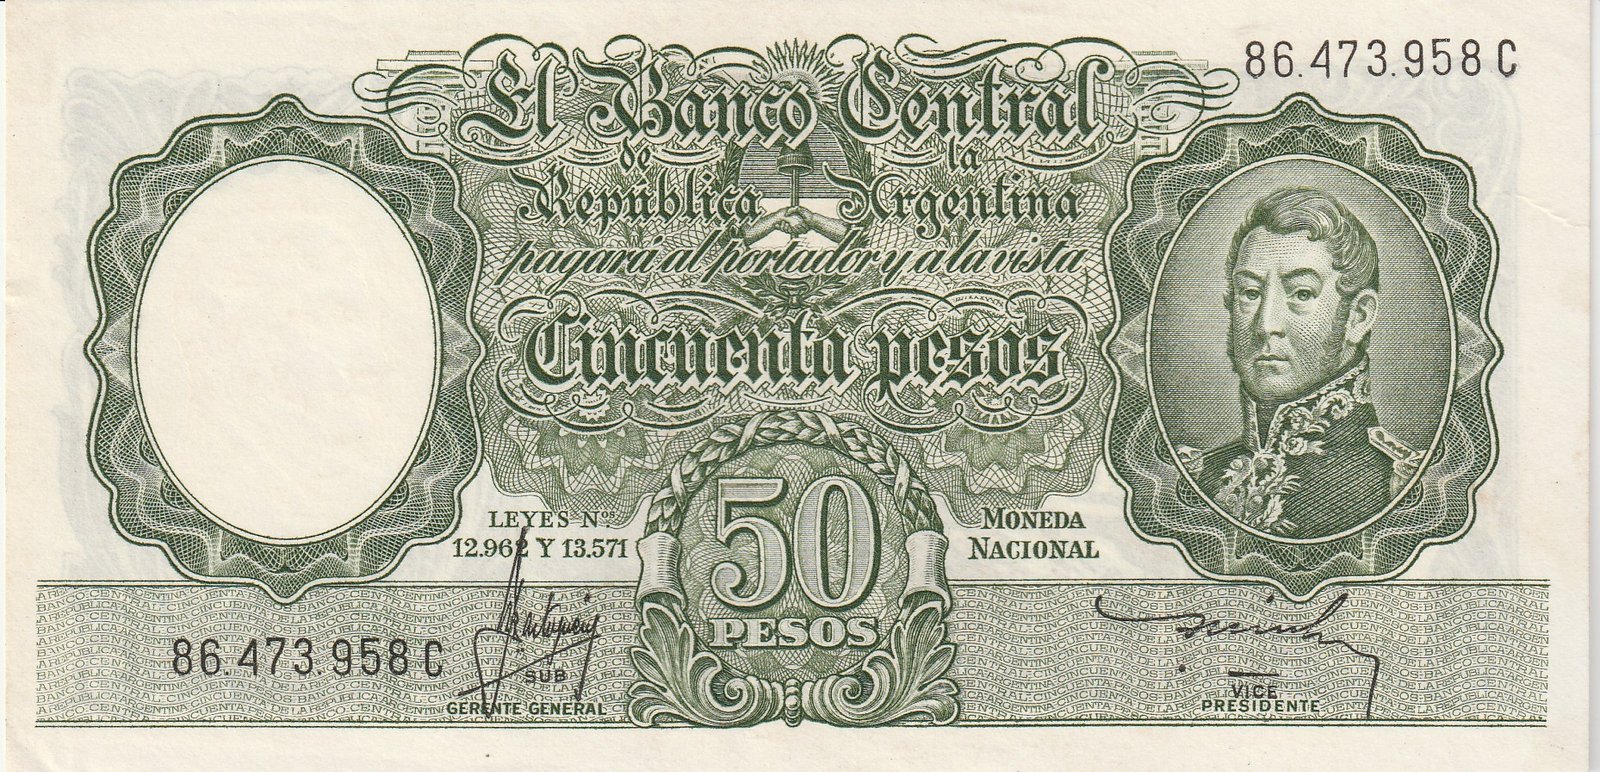 86.473.958 C
El Banco Central
de la
República Argentina
pagará al portador y a la vista
Cincuenta pesos
LEYES Nos.
12.962 Y 13.571
MONEDA
NACIONAL
50
PESOS
86.473.958 C
SUB
GERENTE GENERAL
VICE
PRESIDENTE